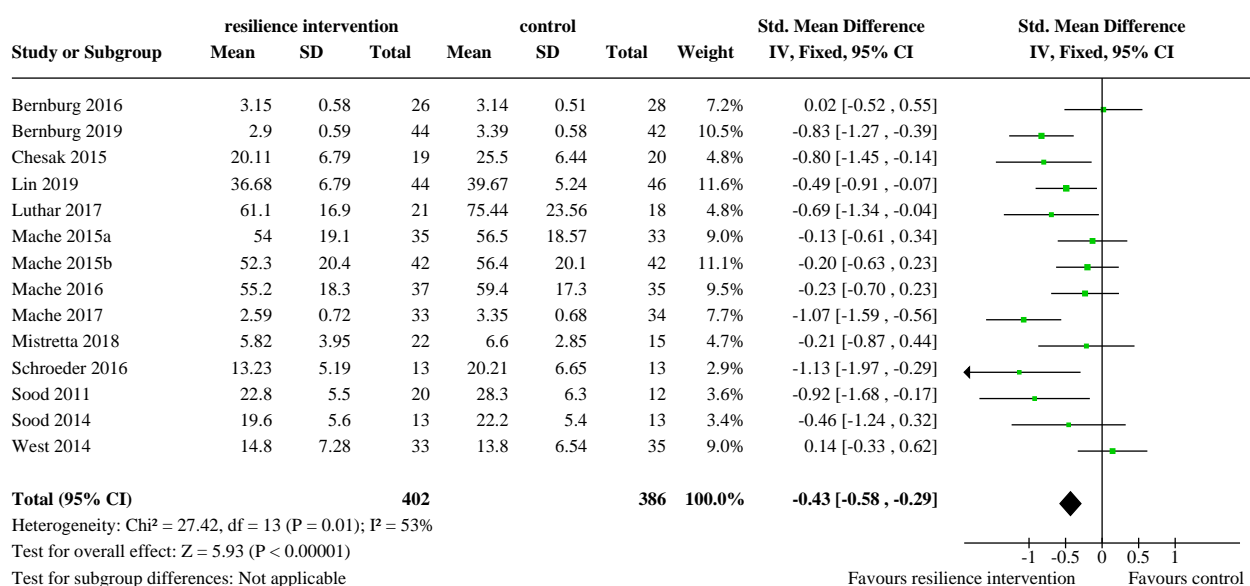 resilience intervention control Std. Mean Difference Std. Mean Difference
Study or Subgroup Mean SD Total Mean SD Total Weight IV, Fixed, 95% CI IV, Fixed, 95% CI
Bernburg 2016 3.15 0.58 26 3.14 0.51 28 7.2% 0.02 [-0.52 , 0.55]
Bernburg 2019 2.9 0.59 44 3.39 0.58 42 10.5% -0.83 [-1.27 , -0.39]
Chesak 2015 20.11 6.79 19 25.5 6.44 20 4.8% -0.80 [-1.45 , -0.14]
Lin 2019 36.68 6.79 44 39.67 5.24 46 11.6% -0.49 [-0.91 , -0.07]
Luthar 2017 61.1 16.9 21 75.44 23.56 18 4.8% -0.69 [-1.34 , -0.04]
Mache 2015a 54 19.1 35 56.5 18.57 33 9.0% -0.13 [-0.61 , 0.34]
Mache 2015b 52.3 20.4 42 56.4 20.1 42 11.1% -0.20 [-0.63 , 0.23]
Mache 2016 55.2 18.3 37 59.4 17.3 35 9.5% -0.23 [-0.70 , 0.23]
Mache 2017 2.59 0.72 33 3.35 0.68 34 7.7% -1.07 [-1.59 , -0.56]
Mistretta 2018 5.82 3.95 22 6.6 2.85 15 4.7% -0.21 [-0.87 , 0.44]
Schroeder 2016 13.23 5.19 13 20.21 6.65 13 2.9% -1.13 [-1.97 , -0.29]
Sood 2011 22.8 5.5 20 28.3 6.3 12 3.6% -0.92 [-1.68 , -0.17]
Sood 2014 19.6 5.6 13 22.2 5.4 13 3.4% -0.46 [-1.24 , 0.32]
West 2014 14.8 7.28 33 13.8 6.54 35 9.0% 0.14 [-0.33 , 0.62]
Total (95% CI) 402 386 100.0% -0.43 [-0.58 , -0.29]
Heterogeneity: Chi² = 27.42, df = 13 (P = 0.01); I² = 53%
Test for overall effect: Z = 5.93 (P < 0.00001)
-1 -0.5 0 0.5 1
Test for subgroup differences: Not applicable Favours resilience intervention Favours control